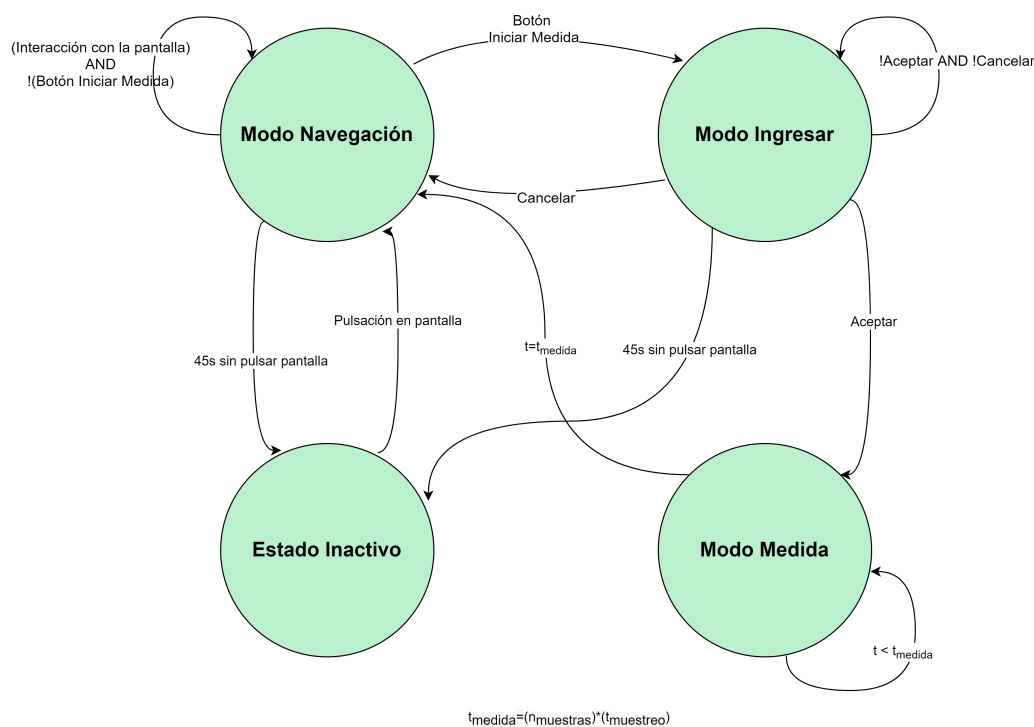 Botón
Iniciar Medida
(Interacción con la pantalla)
AND
!(Botón Iniciar Medida)
!Aceptar AND !Cancelar
Modo Navegación
Modo Ingresar
Cancelar
Pulsación en pantalla
Aceptar
t=tmedida
45s sin pulsar pantalla
45s sin pulsar pantalla
Estado Inactivo
Modo Medida
t < tmedida
tmedida=(nmuestras)*(tmuestreo)